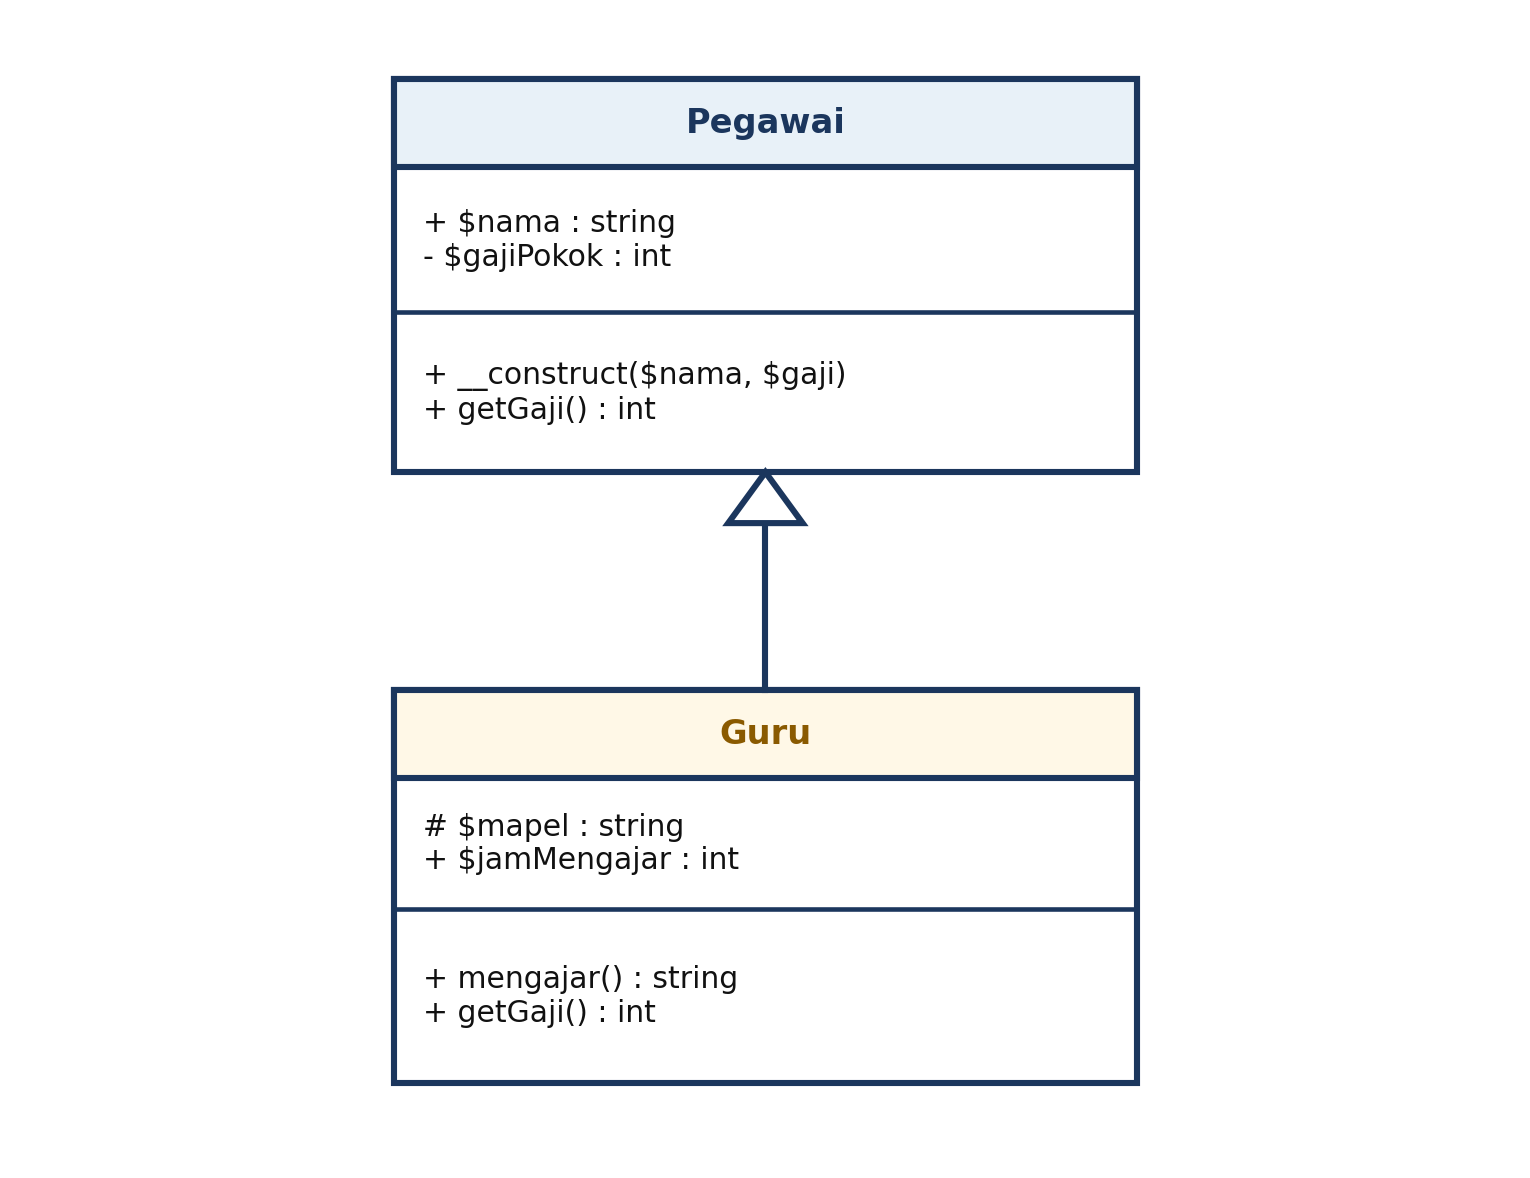 Pegawai
+ $nama : string
- $gajiPokok : int
+ __construct($nama, $gaji)
+ getGaji() : int
Guru
# $mapel : string
+ $jamMengajar : int
+ mengajar() : string
+ getGaji() : int